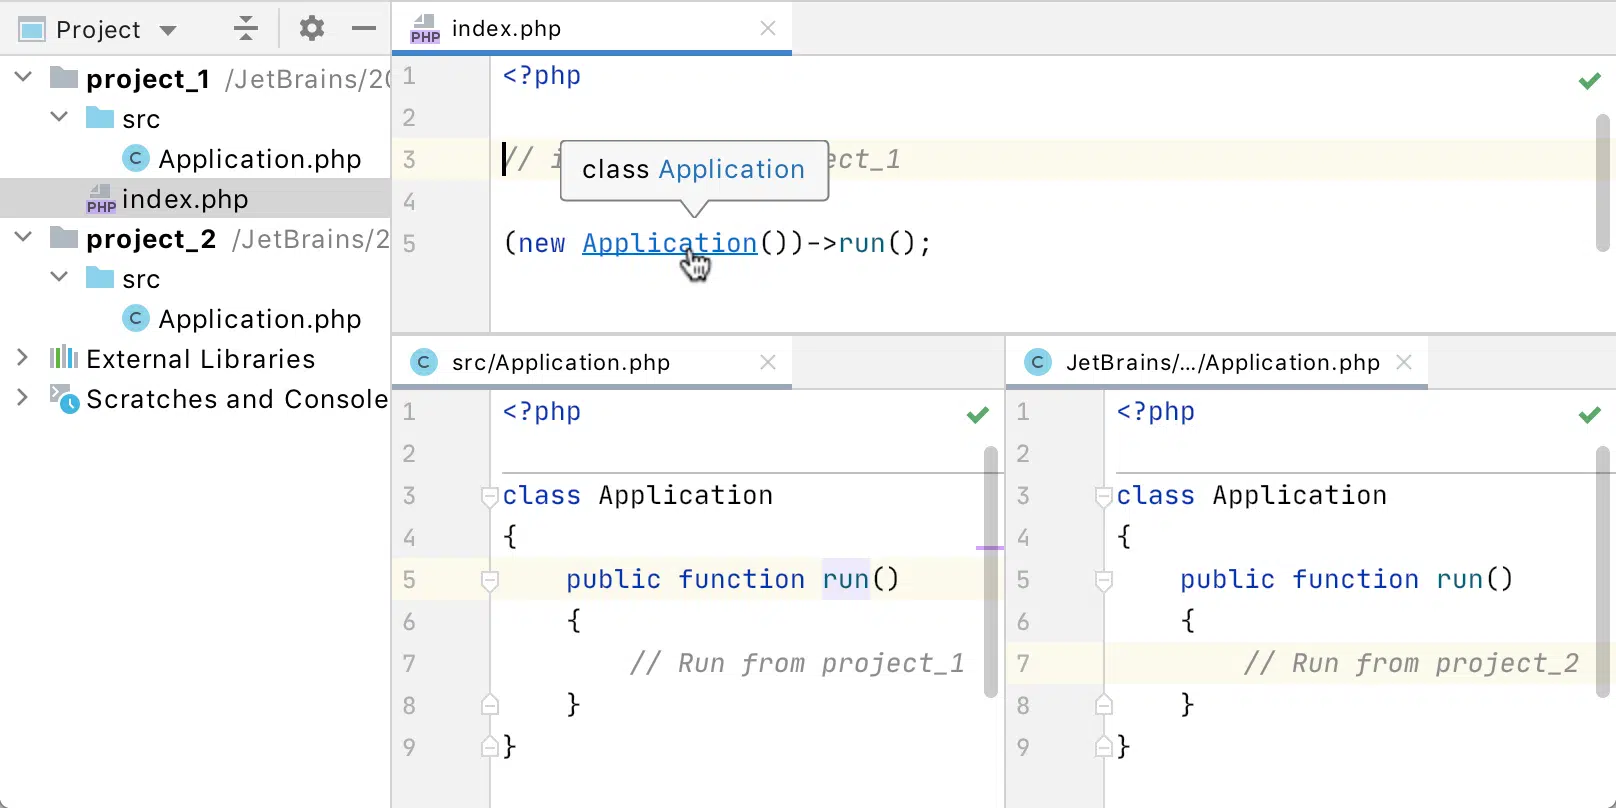 Project
project_1 /JetBrains/20
src
C Application.php
PHP index.php
project_2 /JetBrains/2
src
C Application.php
External Libraries
Scratches and Console
PHP index.php
1 <?php
2
3 // ect_1
class Application
4
5 (new Application())->run();
C src/Application.php
1 <?php
2
3 class Application
4 {
5 public function run()
6 {
7 // Run from project_1
8 }
9 }
C JetBrains/.../Application.php
1 <?php
2
3 class Application
4 {
5 public function run()
6 {
7 // Run from project_2
8 }
9 }